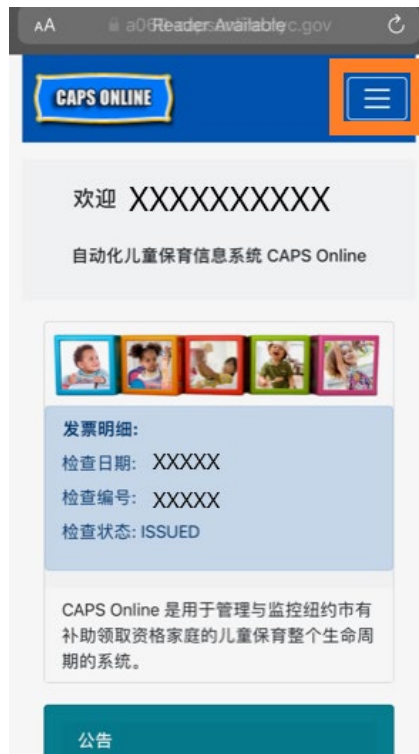 AA
Reader Available
CAPS ONLINE
欢迎 XXXXXXXXXX
自动化儿童保育信息系统 CAPS Online
发票明细:
检查日期: XXXXX
检查编号: XXXXX
检查状态: ISSUED
CAPS Online 是用于管理与监控纽约市有
补助领取资格家庭的儿童保育整个生命周
期的系统。
公告